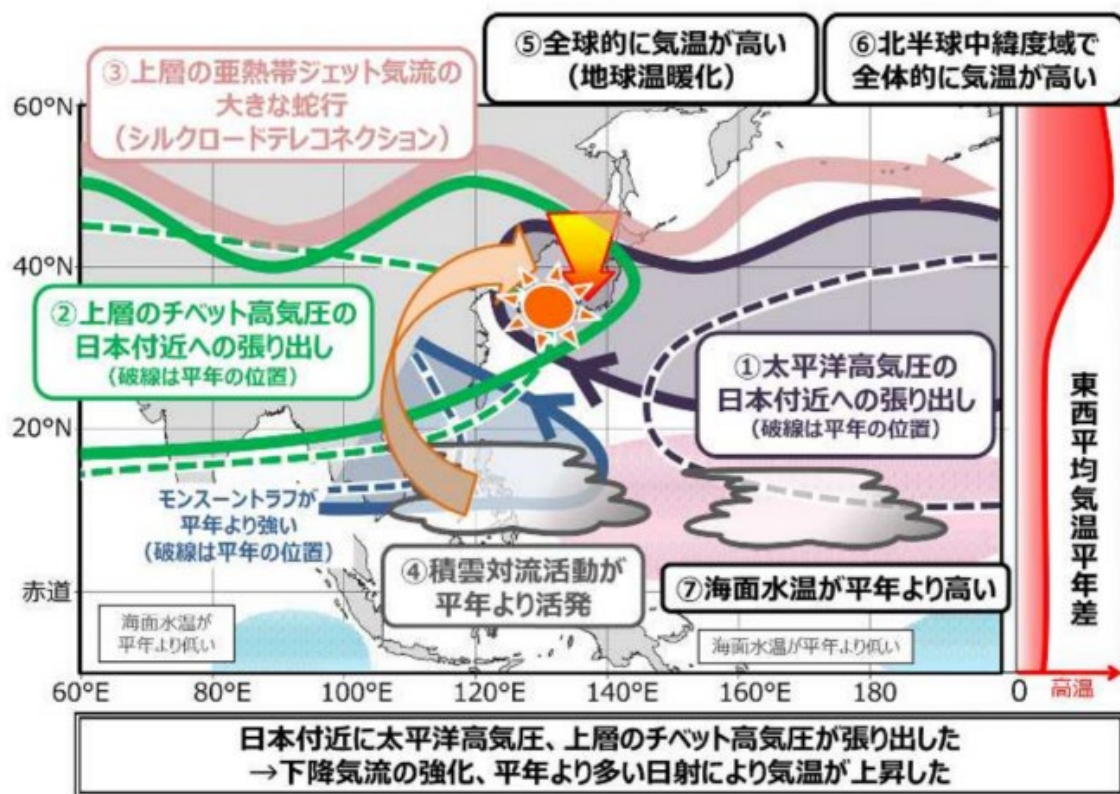 ⑤全球的に気温が高い
（地球温暖化）
⑥北半球中緯度域で
全体的に気温が高い
③上層の亜熱帯ジェット気流の
大きな蛇行
（シルクロードテレコネクション）
60°N
40°N
②上層のチベット高気圧の
日本付近への張り出し
（破線は平年の位置）
①太平洋高気圧の
日本付近への張り出し
（破線は平年の位置）
20°N
モンスーントラフが
平年より強い
（破線は平年の位置）
④積雲対流活動が
平年より活発
⑦海面水温が平年より高い
赤道
海面水温が
平年より低い
海面水温が平年より低い
東西平均気温平年差
60°E
80°E
100°E
120°E
140°E
160°E
180
0
高温
日本付近に太平洋高気圧、上層のチベット高気圧が張り出した
→下降気流の強化、平年より多い日射により気温が上昇した